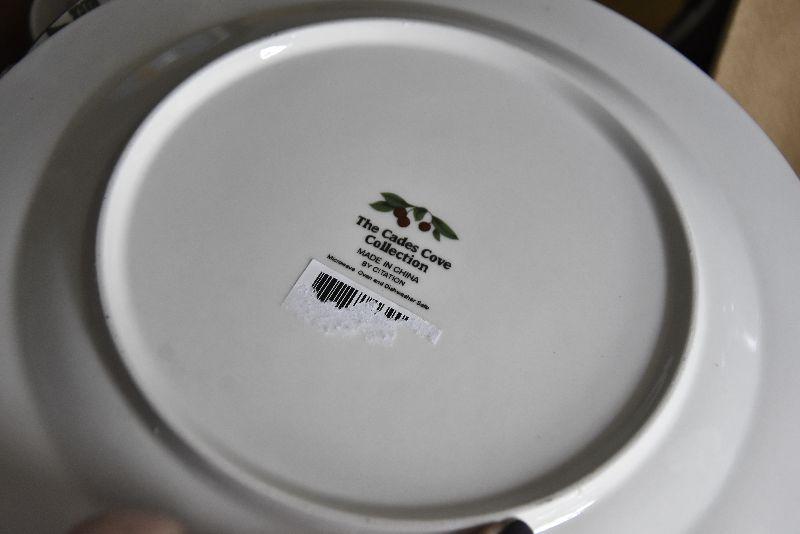 The Cades Cove
Collection
MADE IN CHINA
BY CITATION
Microwave Oven and Dishwasher Safe